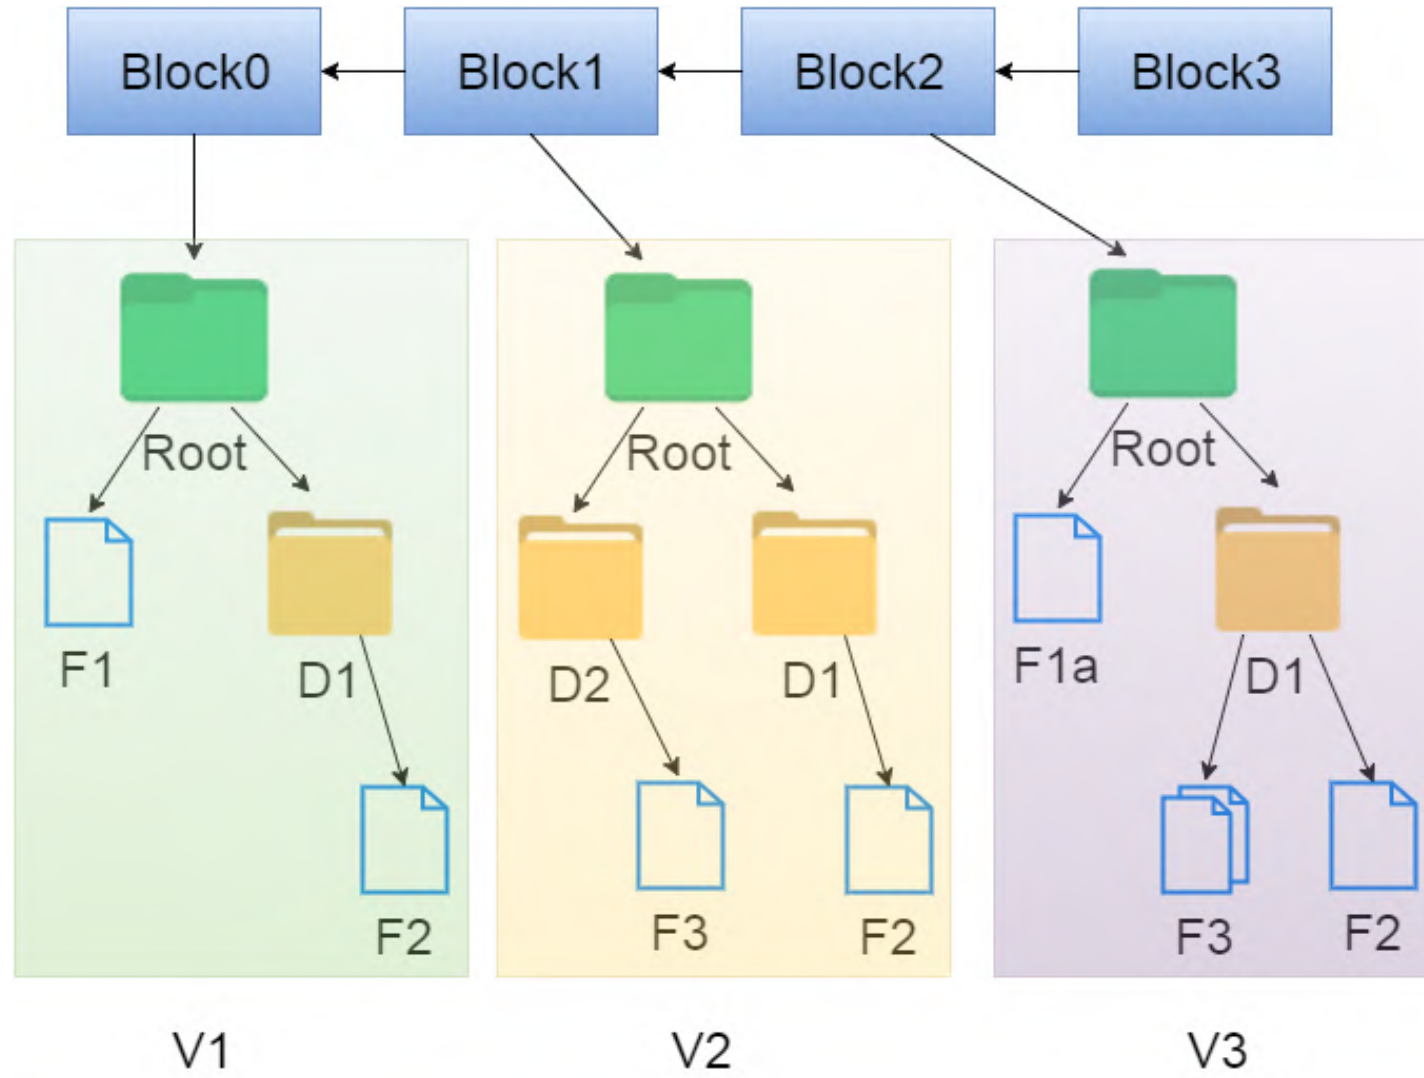 Block0 Block1 Block2 Block3
Root Root Root
F1 D1 D2 D1 F1a D1
F2 F3 F2 F3 F2
V1 V2 V3